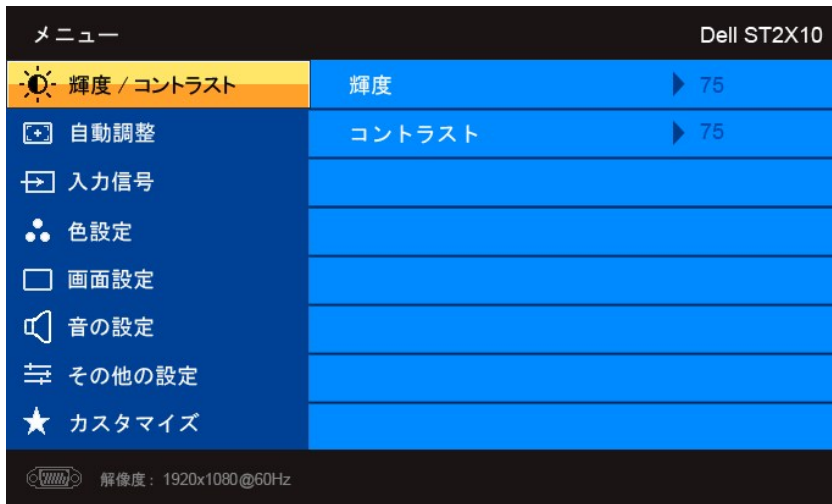 メニュー Dell ST2X10
輝度 / コントラスト 輝度 75
自動調整 コントラスト 75
入力信号
色設定
画面設定
音の設定
その他の設定
カスタマイズ
解像度： 1920x1080@60Hz